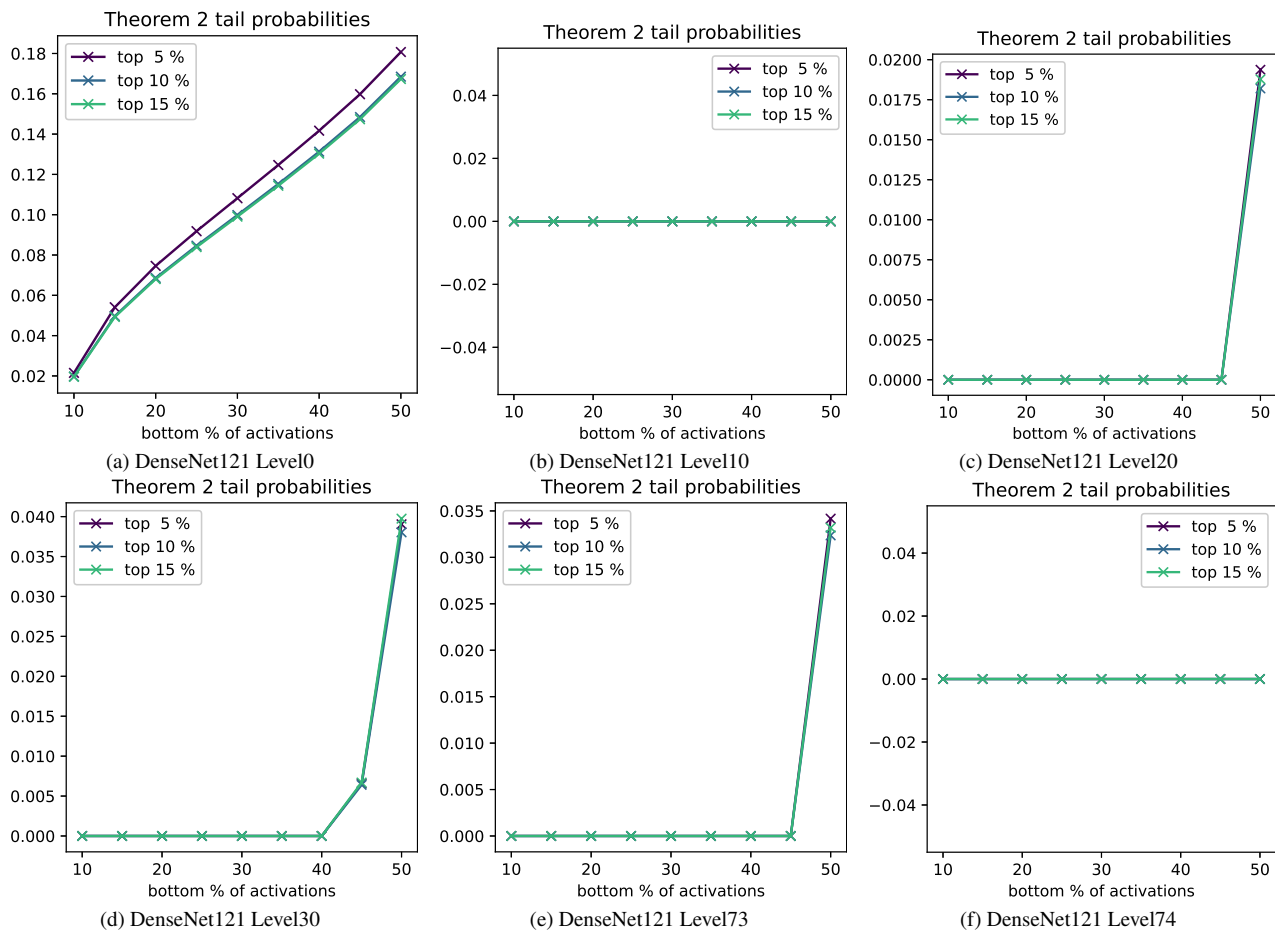 Theorem 2 tail probabilities
0.18
0.16
0.14
0.12
0.10
0.08
0.06
0.04
0.02
top 5 %
top 10 %
top 15 %
10 20 30 40 50
bottom % of activations
(a) DenseNet121 Level0
Theorem 2 tail probabilities
0.04
0.02
0.00
−0.02
−0.04
top 5 %
top 10 %
top 15 %
10 20 30 40 50
bottom % of activations
(b) DenseNet121 Level10
Theorem 2 tail probabilities
0.0200
0.0175
0.0150
0.0125
0.0100
0.0075
0.0050
0.0025
0.0000
top 5 %
top 10 %
top 15 %
10 20 30 40 50
bottom % of activations
(c) DenseNet121 Level20
Theorem 2 tail probabilities
0.040
0.035
0.030
0.025
0.020
0.015
0.010
0.005
0.000
top 5 %
top 10 %
top 15 %
10 20 30 40 50
bottom % of activations
(d) DenseNet121 Level30
Theorem 2 tail probabilities
0.035
0.030
0.025
0.020
0.015
0.010
0.005
0.000
top 5 %
top 10 %
top 15 %
10 20 30 40 50
bottom % of activations
(e) DenseNet121 Level73
Theorem 2 tail probabilities
0.04
0.02
0.00
−0.02
−0.04
top 5 %
top 10 %
top 15 %
10 20 30 40 50
bottom % of activations
(f) DenseNet121 Level74